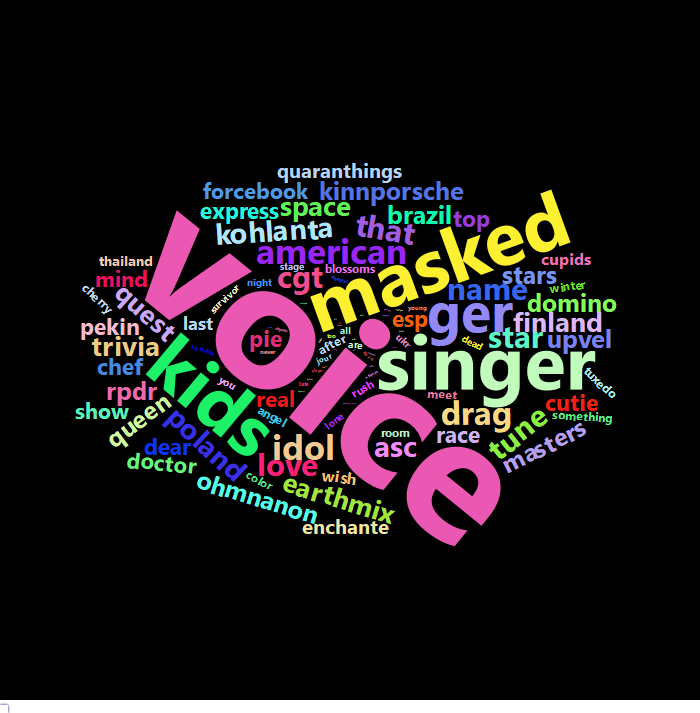 quaranthings
forcebook kinnporsche
express space brazil top
kohlanta that masked
american
thailand stage blossoms cupids
mind cgt stars
night name winter
cherry quest survivor voice domino
pekin last esp ger finland
trivia pie all star upvel
never after are ukr dead
chef your singer
kids you rush tuxedo
rpdr real meet cutie
show angel drag something
queen lone room race tune
poland idol asc masters
dear love
doctor color wish
ohmnanon earthmix
enchante
young